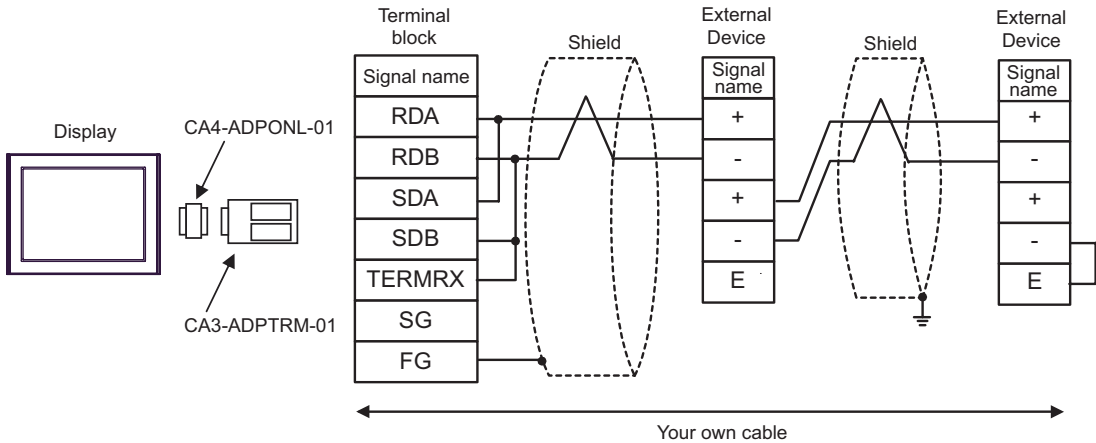 Display
CA4-ADPONL-01
CA3-ADPTRM-01
Terminal
block
Signal name
RDA
RDB
SDA
SDB
TERMRX
SG
FG
Shield
External
Device
Signal
name
+
-
+
-
E
Shield
External
Device
Signal
name
+
-
+
-
E
Your own cable